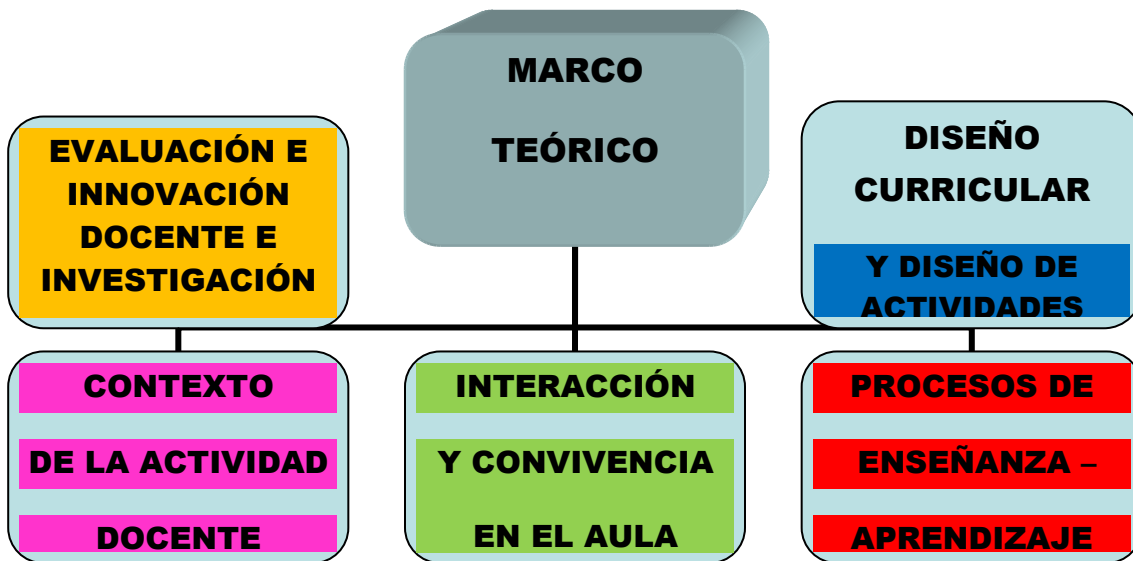 MARCO
TEÓRICO
EVALUACIÓN E
INNOVACIÓN
DOCENTE E
INVESTIGACIÓN
DISEÑO
CURRICULAR
Y DISEÑO DE
ACTIVIDADES
CONTEXTO
DE LA ACTIVIDAD
DOCENTE
INTERACCIÓN
Y CONVIVENCIA
EN EL AULA
PROCESOS DE
ENSEÑANZA –
APRENDIZAJE